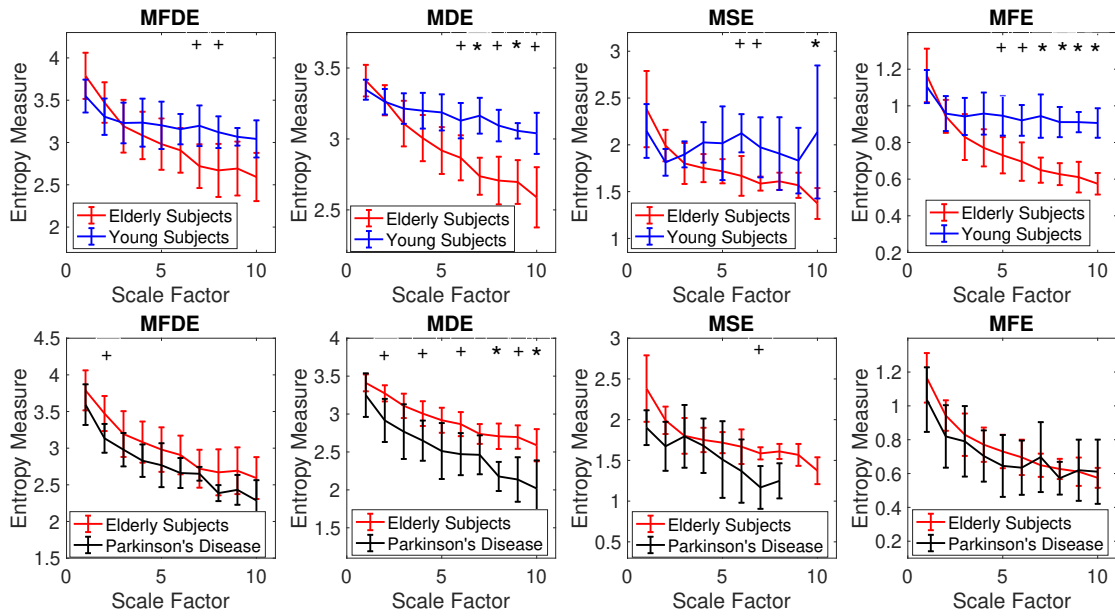 MFDE
MDE
MSE
MFE
Entropy Measure
4
3.5
3
2.5
2
+ +
Elderly Subjects
Young Subjects
0 5 10
Scale Factor
Entropy Measure
3.5
3
2.5
+ * + * +
Elderly Subjects
Young Subjects
0 5 10
Scale Factor
Entropy Measure
3
2.5
2
1.5
1
+ + *
Elderly Subjects
Young Subjects
0 5 10
Scale Factor
Entropy Measure
1.2
1
0.8
0.6
0.4
0.2
+ + * * * *
Elderly Subjects
Young Subjects
0 5 10
Scale Factor
MFDE
MDE
MSE
MFE
Entropy Measure
4.5
4
3.5
3
2.5
2
1.5
+
Elderly Subjects
Parkinson's Disease
0 5 10
Scale Factor
Entropy Measure
4
3.5
3
2.5
2
1.5
+ + + * + *
Elderly Subjects
Parkinson's Disease
0 5 10
Scale Factor
Entropy Measure
3
2.5
2
1.5
1
0.5
+
Elderly Subjects
Parkinson's Disease
0 5 10
Scale Factor
Entropy Measure
1.2
1
0.8
0.6
0.4
0.2
Elderly Subjects
Parkinson's Disease
0 5 10
Scale Factor